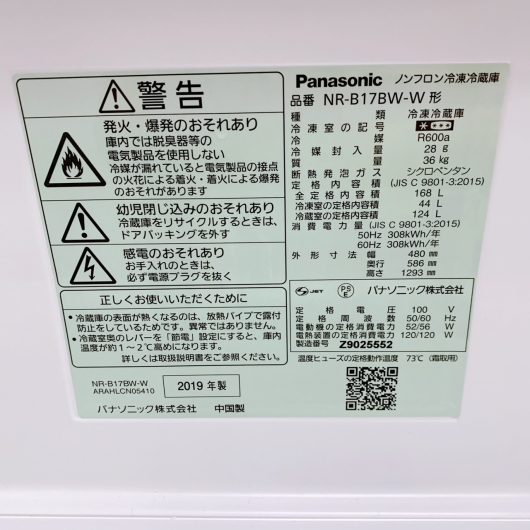 警告
発火・爆発のおそれあり
庫内では脱臭器等の
電気製品を使用しない
冷媒が漏れていると電気製品の接点
の火花による着火・着火による爆発
のおそれがあります
幼児閉じ込みのおそれあり
冷蔵庫をリサイクルするときは、
ドアパッキングを外す
感電のおそれあり
お手入れのときは、
必ず電源プラグを抜く
正しくお使いいただくために
・冷蔵庫の表面が熱くなるのは、放熱パイプで露付
防止をしているためです。異常ではありません。
・冷蔵室奥のレバーを「節電」設定にすると、庫内
温度が約1～2℃高めになります。
詳しくは取扱説明書をご覧ください。
NR-B17BW-W
ARAHLCN05410
2019年製
パナソニック株式会社 中国製
Panasonic ノンフロン冷凍冷蔵庫
品番 NR-B17BW-W形
種類 冷凍冷蔵庫
冷凍室の記号
冷媒 R600a
冷媒封入量 28g
質量 36kg
断熱発泡ガス シクロペンタン
定格内容積 (JIS C 9801-3:2015)
全定格内容積 168 L
冷凍室の定格内容積 44 L
冷蔵室の定格内容積 124 L
消費電力量 (JIS C 9801-3:2015)
50Hz 308kWh/年
60Hz 308kWh/年
外形寸法 幅 480 mm
奥行 586 mm
高さ 1293 mm
JET PS E パナソニック株式会社
定格電圧 100 V
定格周波数 50/60 Hz
電動機の定格消費電力 52/56 W
電熱装置の定格消費電力 120/120 W
製造番号 Z9025552
温度ヒューズの定格動作温度 73℃(霜取用)